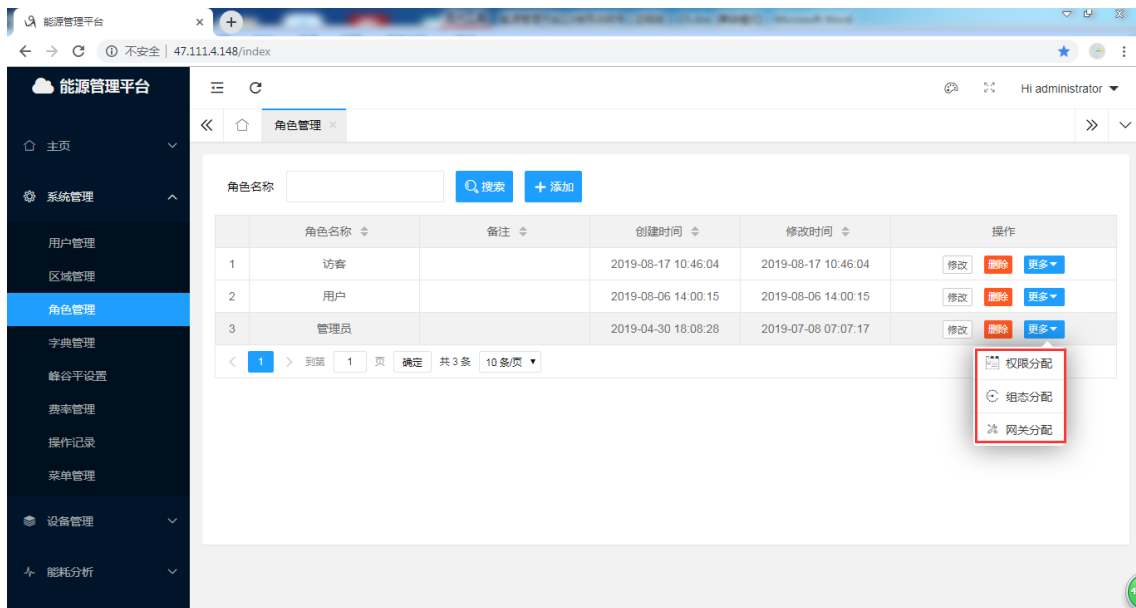 能源管理平台
不安全 | 47.111.4.148/index
能源管理平台
Hi administrator
角色管理
主页
系统管理
用户管理
区域管理
角色管理
字典管理
峰谷平设置
费率管理
操作记录
菜单管理
设备管理
能耗分析
角色名称 搜索 添加
角色名称 备注 创建时间 修改时间 操作
1 访客 2019-08-17 10:46:04 2019-08-17 10:46:04 修改 删除 更多
2 用户 2019-08-06 14:00:15 2019-08-06 14:00:15 修改 删除 更多
3 管理员 2019-04-30 18:08:28 2019-07-08 07:07:17 修改 删除 更多
1 到第 1 页 确定 共 3 条 10 条/页
权限分配
组态分配
网关分配